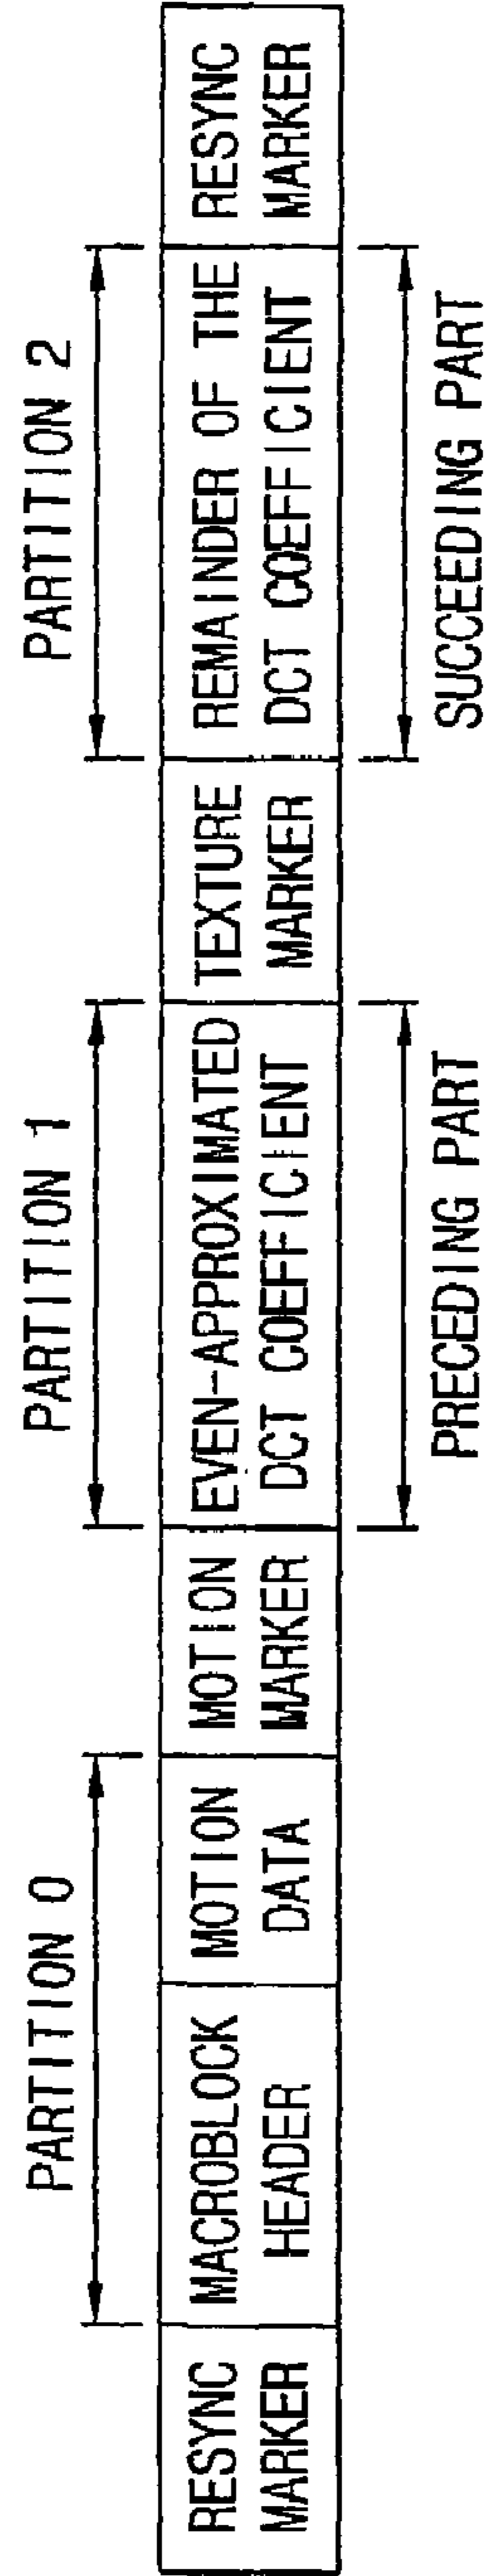 PARTITION 0
PARTITION 1
PARTITION 2
RESYNC
MARKER
MACROBLOCK
HEADER
MOTION
DATA
MOTION
MARKER
EVEN-APPROXIMATED
DCT COEFFICIENT
TEXTURE
MARKER
REMAINDER OF THE
DCT COEFFICIENT
RESYNC
MARKER
PRECEDING PART
SUCCEEDING PART